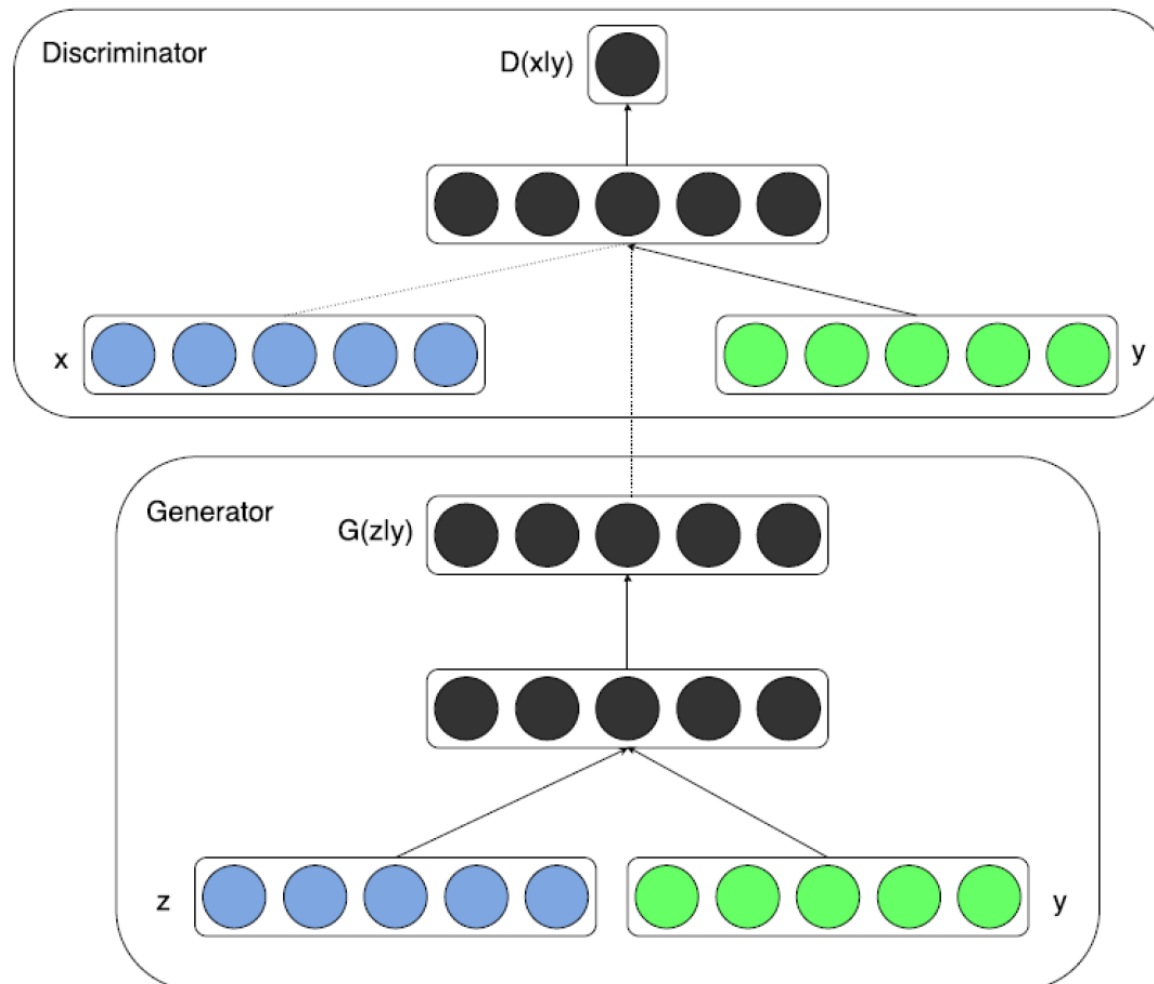 Discriminator
D(x|y)
x
y
Generator
G(z|y)
z
y